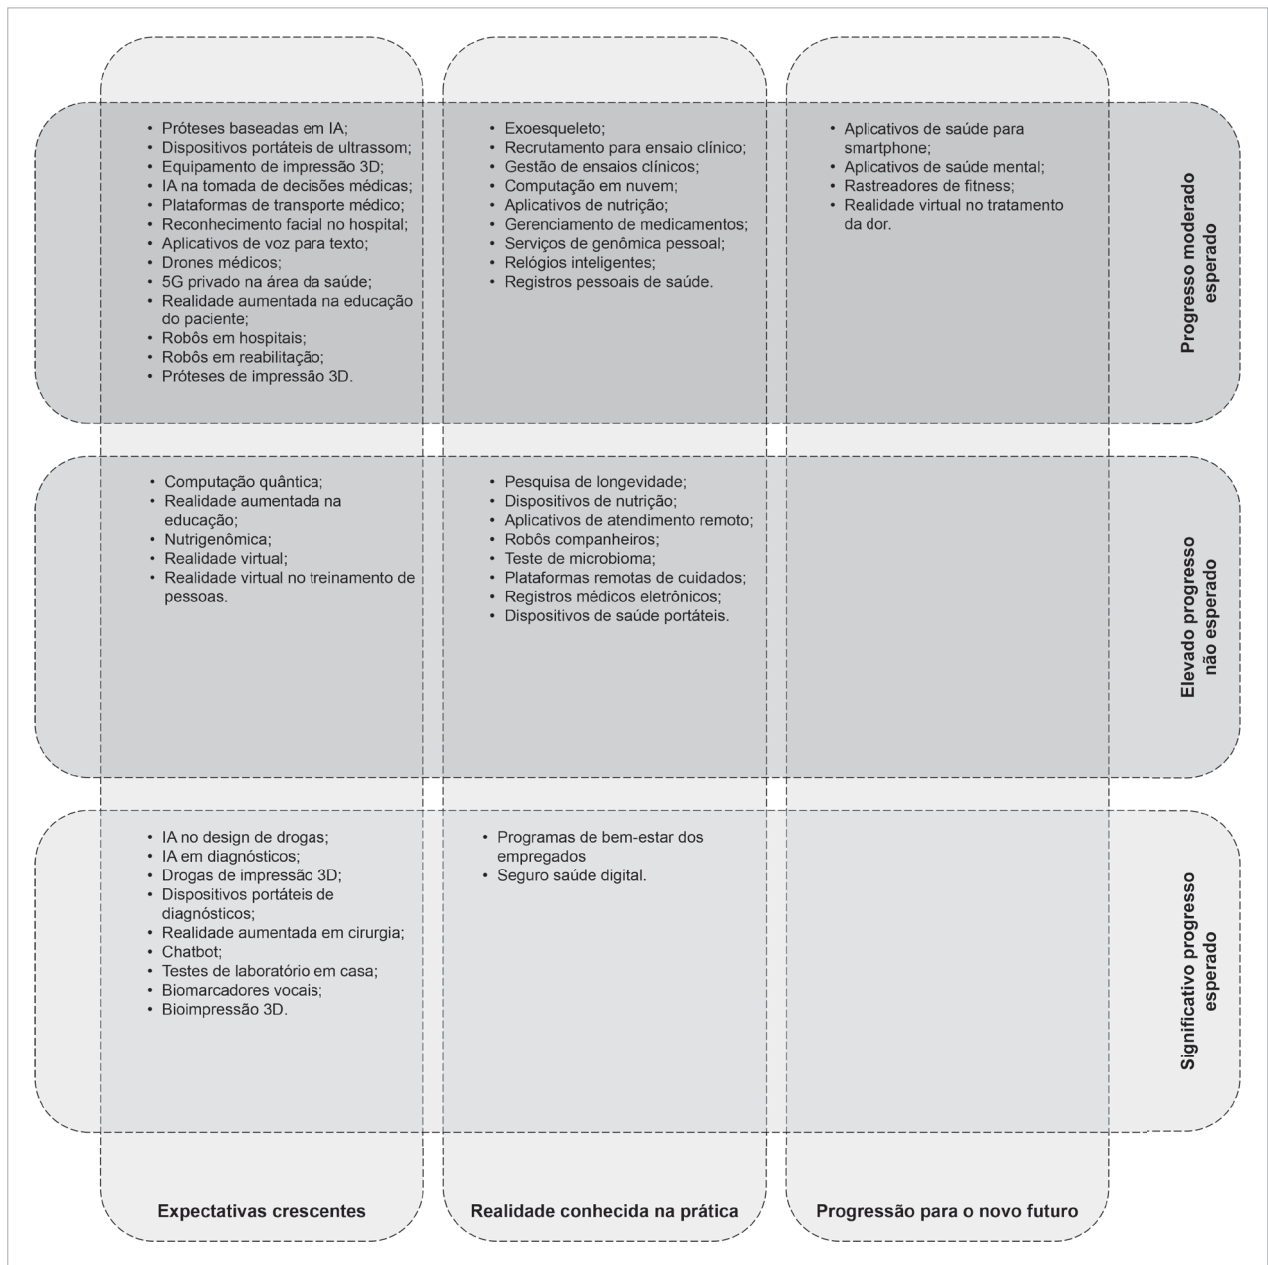 • Próteses baseadas em IA;
• Dispositivos portáteis de ultrassom;
• Equipamento de impressão 3D;
• IA na tomada de decisões médicas;
• Plataformas de transporte médico;
• Reconhecimento facial no hospital;
• Aplicativos de voz para texto;
• Drones médicos;
• 5G privado na área da saúde;
• Realidade aumentada na educação
do paciente;
• Robôs em hospitais;
• Robôs em reabilitação;
• Próteses de impressão 3D.
• Exoesqueleto;
• Recrutamento para ensaio clínico;
• Gestão de ensaios clínicos;
• Computação em nuvem;
• Aplicativos de nutrição;
• Gerenciamento de medicamentos;
• Serviços de genômica pessoal;
• Relógios inteligentes;
• Registros pessoais de saúde.
• Aplicativos de saúde para
smartphone;
• Aplicativos de saúde mental;
• Rastreadores de fitness;
• Realidade virtual no tratamento
da dor.
Progresso moderado
esperado
• Computação quântica;
• Realidade aumentada na
educação;
• Nutrigenômica;
• Realidade virtual;
• Realidade virtual no treinamento de
pessoas.
• Pesquisa de longevidade;
• Dispositivos de nutrição;
• Aplicativos de atendimento remoto;
• Robôs companheiros;
• Teste de microbioma;
• Plataformas remotas de cuidados;
• Registros médicos eletrônicos;
• Dispositivos de saúde portáteis.
Elevado progresso
não esperado
• IA no design de drogas;
• IA em diagnósticos;
• Drogas de impressão 3D;
• Dispositivos portáteis de
diagnósticos;
• Realidade aumentada em cirurgia;
• Chatbot;
• Testes de laboratório em casa;
• Biomarcadores vocais;
• Bioimpressão 3D.
• Programas de bem-estar dos
empregados
• Seguro saúde digital.
Significativo progresso
esperado
Expectativas crescentes
Realidade conhecida na prática
Progressão para o novo futuro